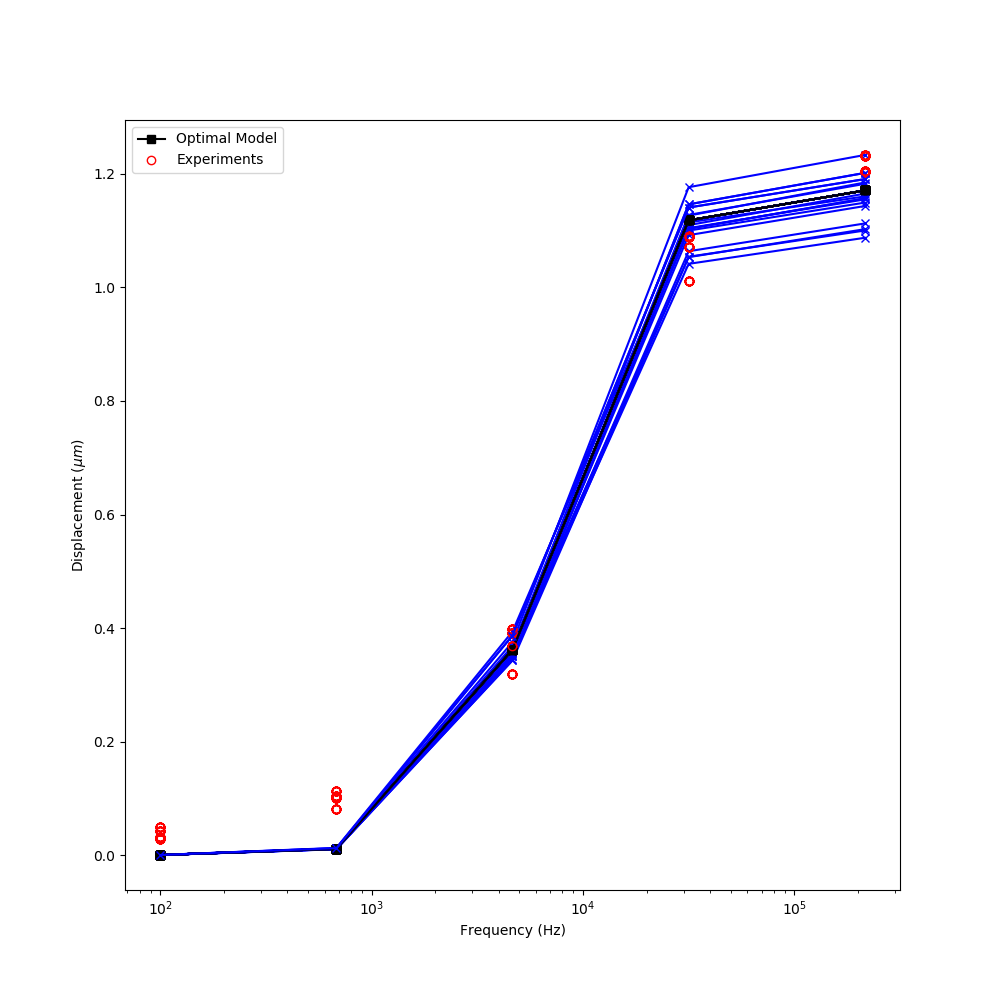 Optimal Model
Experiments
1.2
1.0
0.8
0.6
0.4
0.2
0.0
Displacement (μm)
10²
10³
10⁴
10⁵
Frequency (Hz)